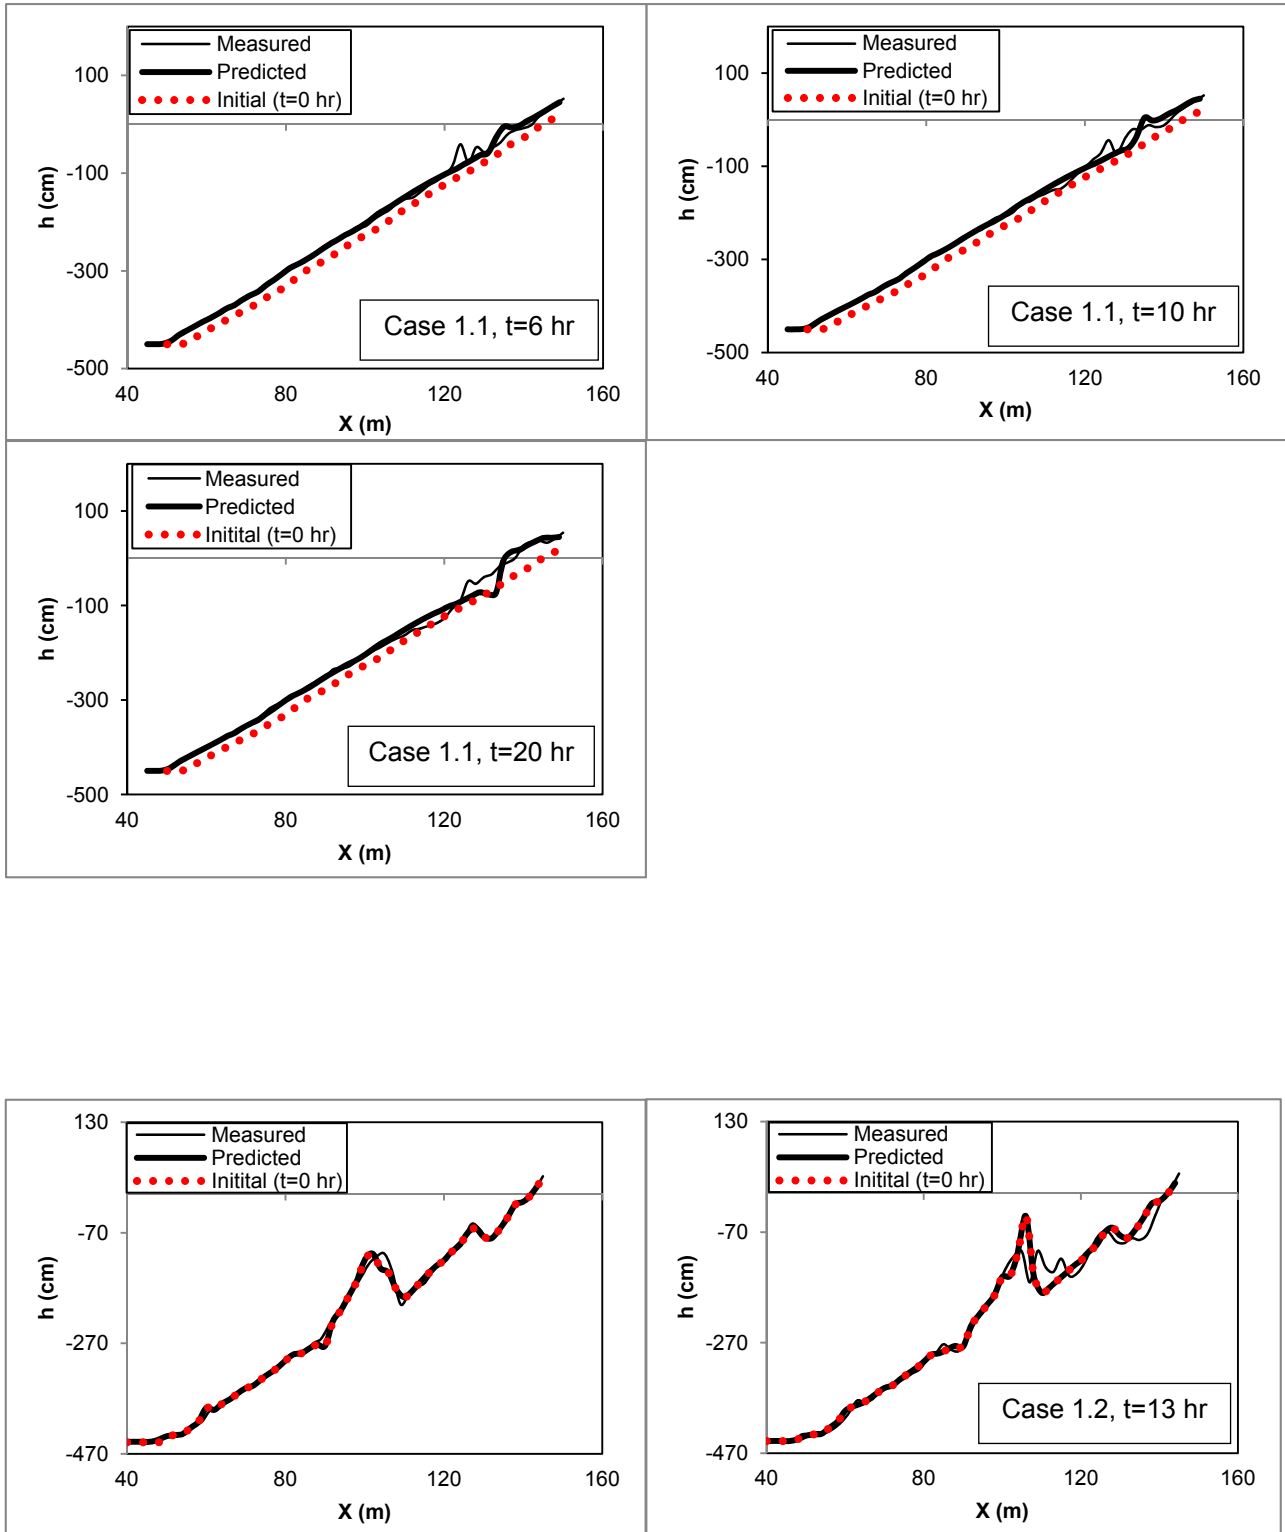 Measured
Predicted
Initial (t=0 hr)
100
-100
-300
-500
h (cm)
40
80
120
160
X (m)
Case 1.1, t=6 hr
Measured
Predicted
Initial (t=0 hr)
100
-100
-300
-500
h (cm)
40
80
120
160
X (m)
Case 1.1, t=10 hr
Measured
Predicted
Initital (t=0 hr)
100
-100
-300
-500
h (cm)
40
80
120
160
X (m)
Case 1.1, t=20 hr
Measured
Predicted
Initital (t=0 hr)
130
-70
-270
-470
h (cm)
40
80
120
160
X (m)
Measured
Predicted
Initital (t=0 hr)
130
-70
-270
-470
h (cm)
40
80
120
160
X (m)
Case 1.2, t=13 hr